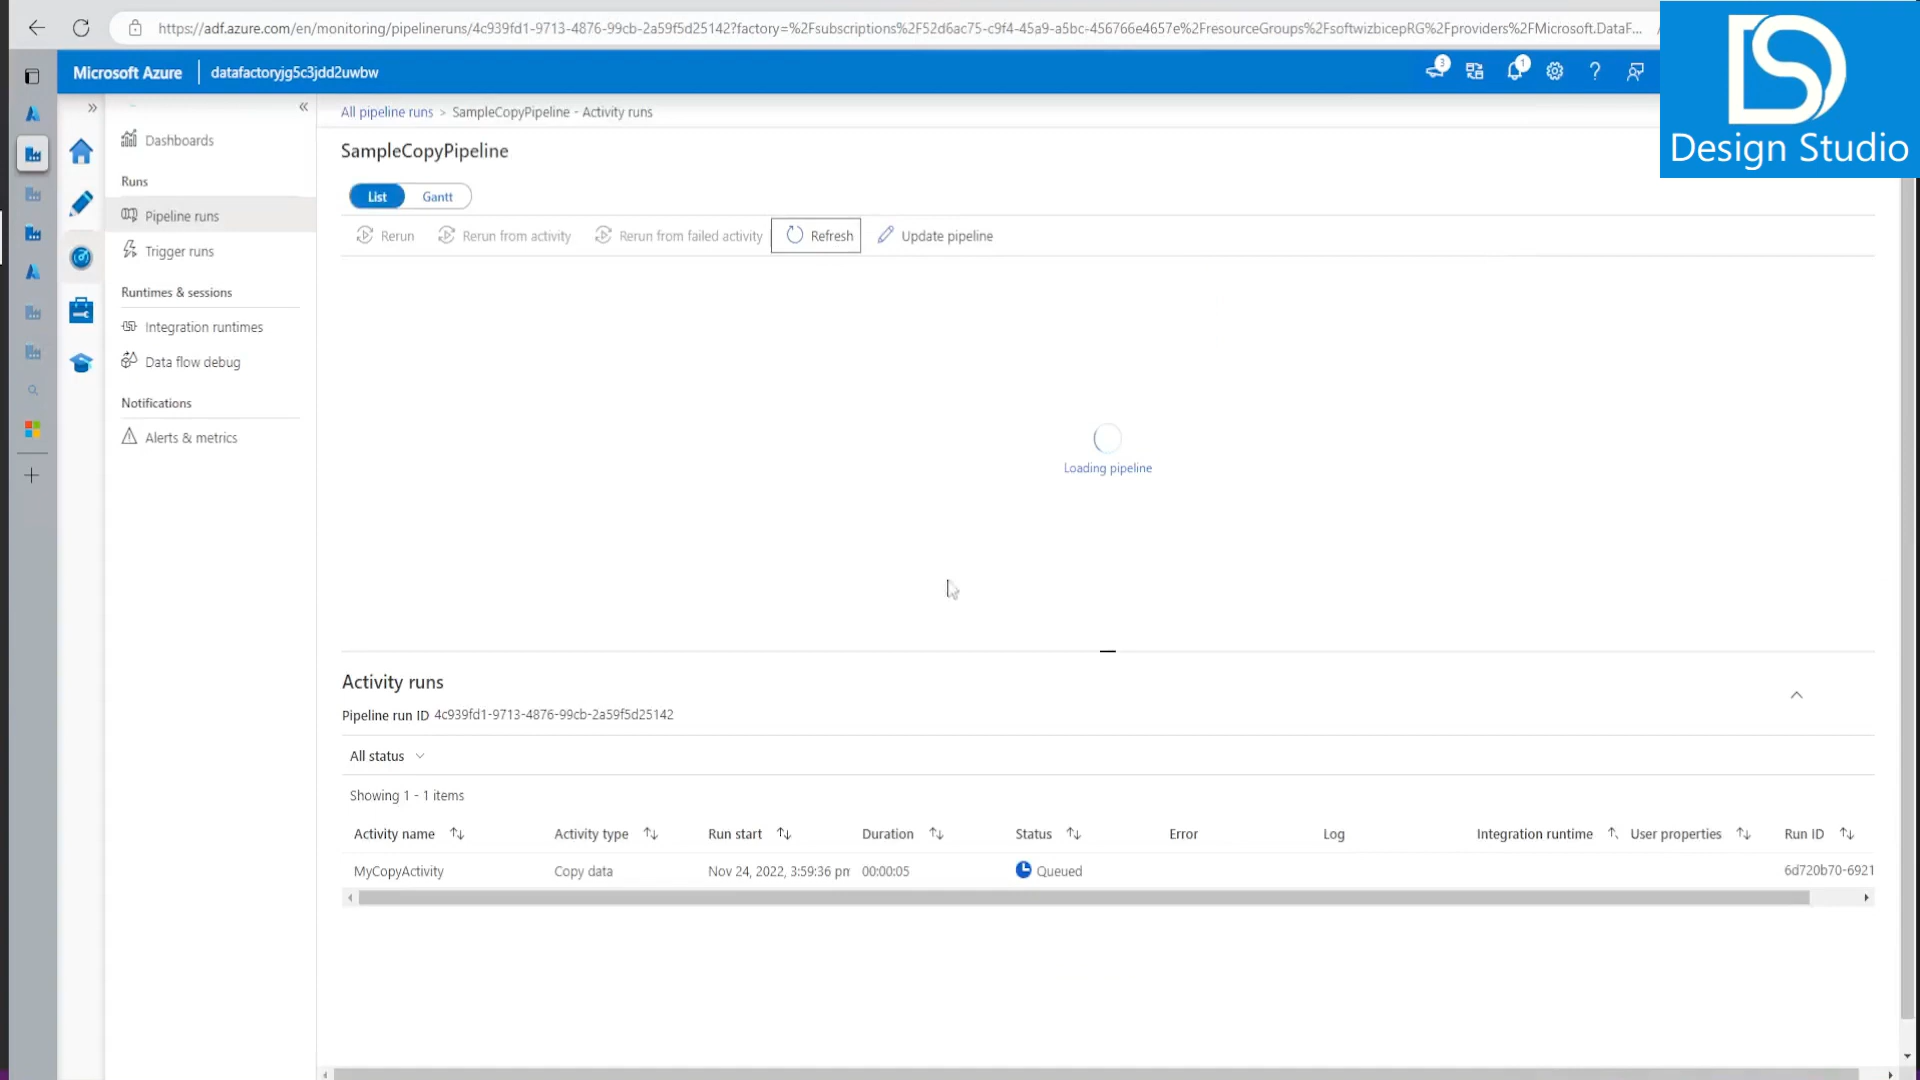 https://adf.azure.com/en/monitoring/pipelineruns/4c939fd1-9713-4876-99cb-2a59f5d25142?factory=%2Fsubscriptions%2F52d6ac75-c9f4-45a9-a5bc-456766e4657e%2FresourceGroups%2FsoftwizbicepRG%2Fproviders%2FMicrosoft.DataF...
Microsoft Azure
datafactoryjg5c3jdd2uwbw
3
1
DS
Design Studio
All pipeline runs > SampleCopyPipeline - Activity runs
Dashboards
Runs
Pipeline runs
Trigger runs
Runtimes & sessions
Integration runtimes
Data flow debug
Notifications
Alerts & metrics
SampleCopyPipeline
List
Gantt
Rerun
Rerun from activity
Rerun from failed activity
Refresh
Update pipeline
Loading pipeline
Activity runs
Pipeline run ID 4c939fd1-9713-4876-99cb-2a59f5d25142
All status
Showing 1 - 1 items
Activity name Activity type Run start Duration Status Error Log Integration runtime User properties Run ID
MyCopyActivity Copy data Nov 24, 2022, 3:59:36 pm 00:00:05 Queued 6d720b70-6921